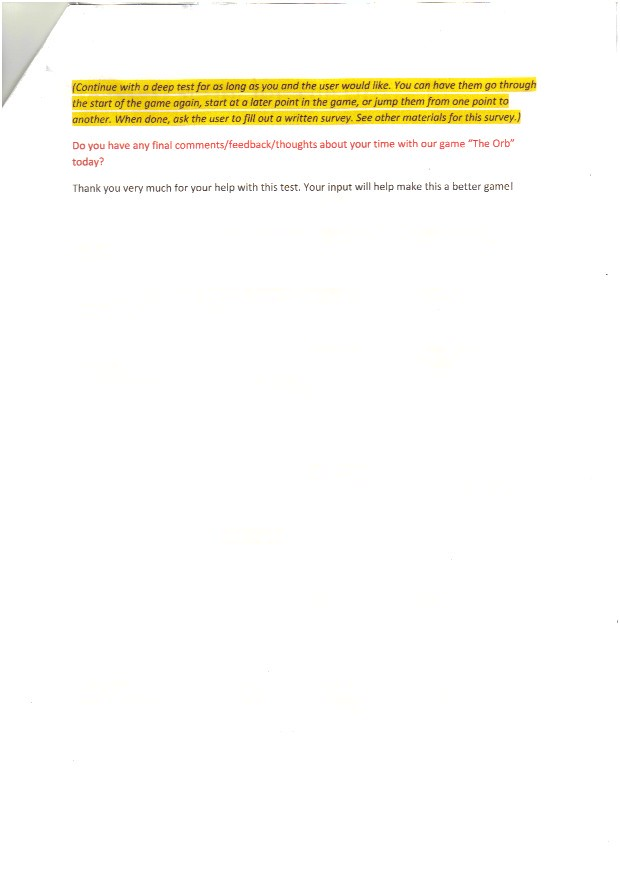 (Continue with a deep test for as long as you and the user would like. You can have them go through
the start of the game again, start at a later point in the game, or jump them from one point to
another. When done, ask the user to fill out a written survey. See other materials for this survey.)
Do you have any final comments/feedback/thoughts about your time with our game "The Orb"
today?
Thank you very much for your help with this test. Your input will help make this a better game!